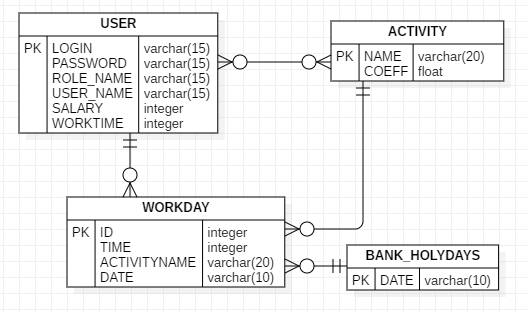 USER
PK LOGIN varchar(15)
PASSWORD varchar(15)
ROLE_NAME varchar(15)
USER_NAME varchar(15)
SALARY integer
WORKTIME integer
ACTIVITY
PK NAME varchar(20)
COEFF float
WORKDAY
PK ID integer
TIME integer
ACTIVITYNAME varchar(20)
DATE varchar(10)
BANK_HOLYDAYS
PK DATE varchar(10)